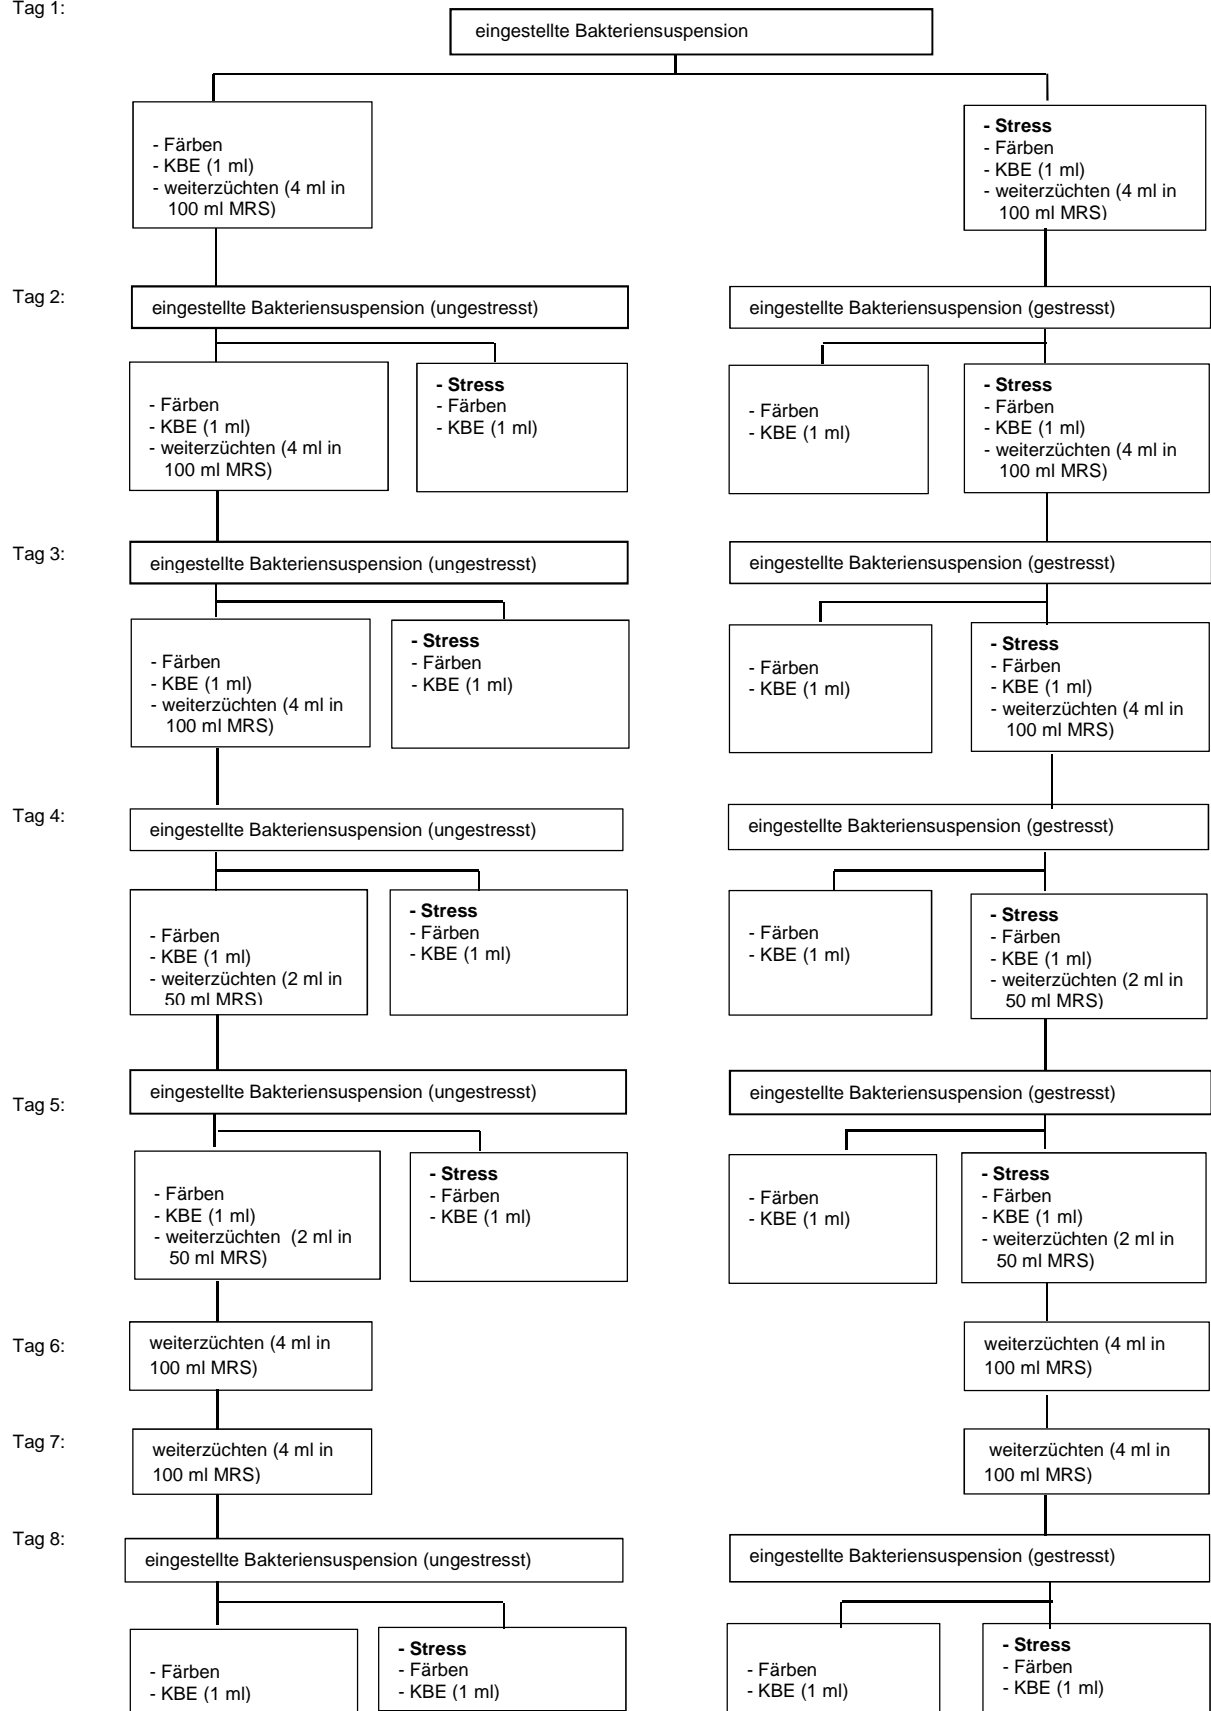 Tag 1:
eingestellte Bakteriensuspension
- Färben
- KBE (1 ml)
- weiterzüchten (4 ml in
100 ml MRS)
- Stress
- Färben
- KBE (1 ml)
- weiterzüchten (4 ml in
100 ml MRS)
Tag 2:
eingestellte Bakteriensuspension (ungestresst)
eingestellte Bakteriensuspension (gestresst)
- Färben
- KBE (1 ml)
- weiterzüchten (4 ml in
100 ml MRS)
- Stress
- Färben
- KBE (1 ml)
- Färben
- KBE (1 ml)
- Stress
- Färben
- KBE (1 ml)
- weiterzüchten (4 ml in
100 ml MRS)
Tag 3:
eingestellte Bakteriensuspension (ungestresst)
eingestellte Bakteriensuspension (gestresst)
- Färben
- KBE (1 ml)
- weiterzüchten (4 ml in
100 ml MRS)
- Stress
- Färben
- KBE (1 ml)
- Färben
- KBE (1 ml)
- Stress
- Färben
- KBE (1 ml)
- weiterzüchten (4 ml in
100 ml MRS)
Tag 4:
eingestellte Bakteriensuspension (ungestresst)
eingestellte Bakteriensuspension (gestresst)
- Färben
- KBE (1 ml)
- weiterzüchten (2 ml in
50 ml MRS)
- Stress
- Färben
- KBE (1 ml)
- Färben
- KBE (1 ml)
- Stress
- Färben
- KBE (1 ml)
- weiterzüchten (2 ml in
50 ml MRS)
Tag 5:
eingestellte Bakteriensuspension (ungestresst)
eingestellte Bakteriensuspension (gestresst)
- Färben
- KBE (1 ml)
- weiterzüchten (2 ml in
50 ml MRS)
- Stress
- Färben
- KBE (1 ml)
- Färben
- KBE (1 ml)
- Stress
- Färben
- KBE (1 ml)
- weiterzüchten (2 ml in
50 ml MRS)
Tag 6:
weiterzüchten (4 ml in
100 ml MRS)
weiterzüchten (4 ml in
100 ml MRS)
Tag 7:
weiterzüchten (4 ml in
100 ml MRS)
weiterzüchten (4 ml in
100 ml MRS)
Tag 8:
eingestellte Bakteriensuspension (ungestresst)
eingestellte Bakteriensuspension (gestresst)
- Färben
- KBE (1 ml)
- Stress
- Färben
- KBE (1 ml)
- Färben
- KBE (1 ml)
- Stress
- Färben
- KBE (1 ml)